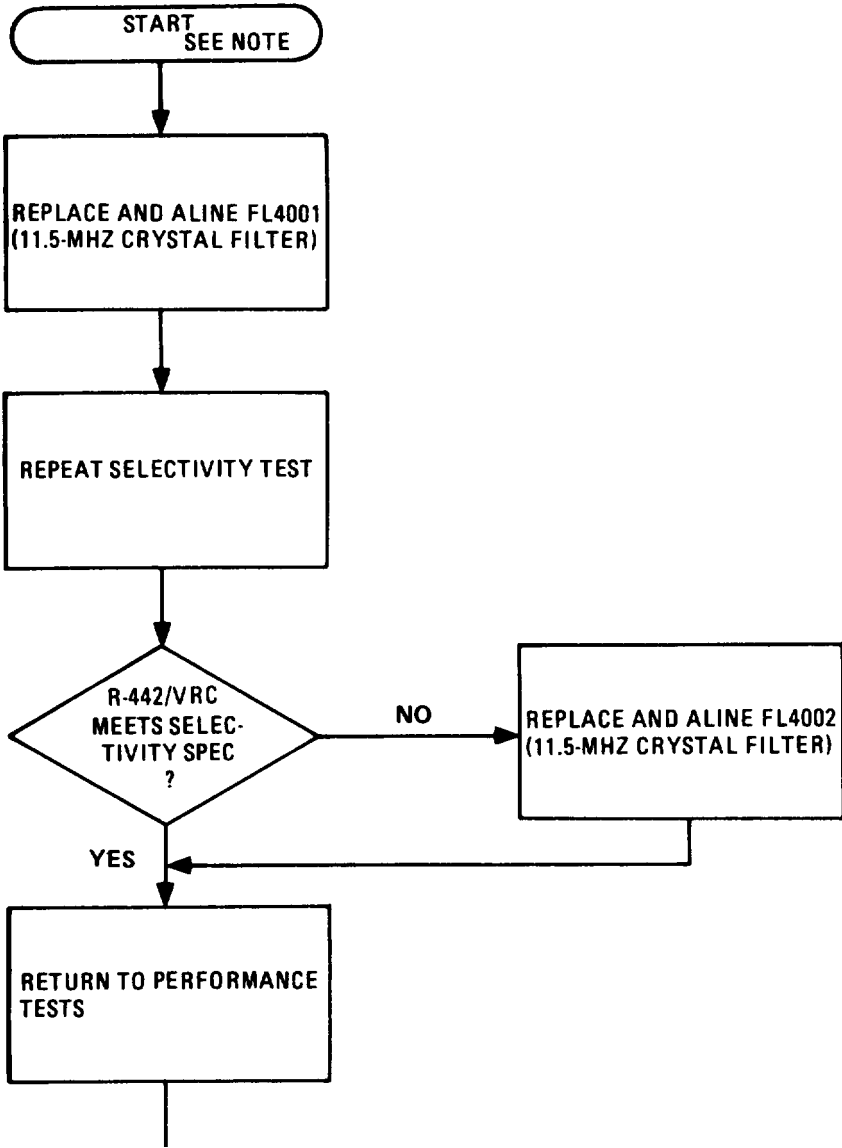 START
SEE NOTE
REPLACE AND ALINE FL4001
(11.5-MHZ CRYSTAL FILTER)
REPEAT SELECTIVITY TEST
R-442/VRC
MEETS SELEC-
TIVITY SPEC
?
NO
REPLACE AND ALINE FL4002
(11.5-MHZ CRYSTAL FILTER)
YES
RETURN TO PERFORMANCE
TESTS